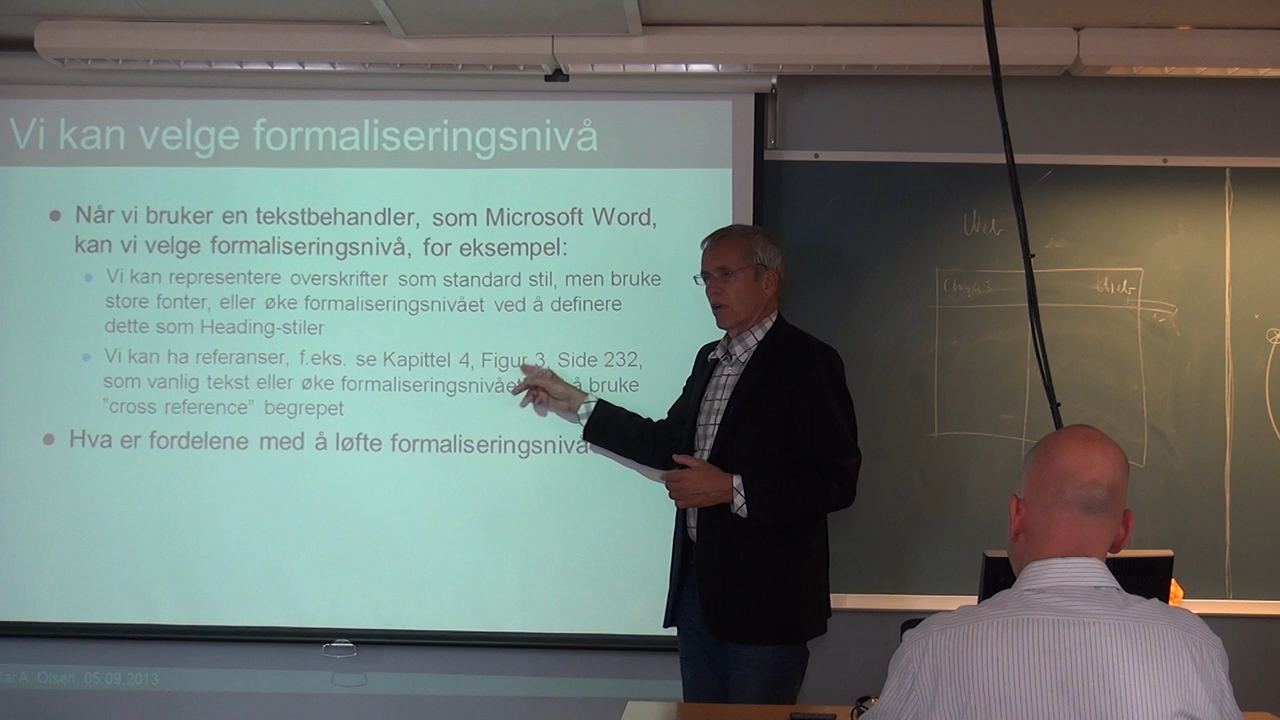 Vi kan velge formaliseringsnivå
Når vi bruker en tekstbehandler, som Microsoft Word,
kan vi velge formaliseringsnivå, for eksempel:
Vi kan representere overskrifter som standard stil, men bruke
store fonter, eller øke formaliseringsnivået ved å definere
dette som Heading-stiler
Vi kan ha referanser, f.eks. se Kapittel 4, Figur 3, Side 232,
som vanlig tekst eller øke formaliseringsnivået å bruke
"cross reference" begrepet
Hva er fordelene med å løfte formaliseringsnivå
A. Olsen, 05.09.2013
Web